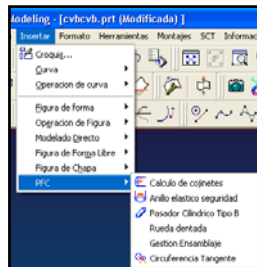 Modeling - [cvbcvb.prt (Modificada) ]
Insertar Formato Herramientas Montajes SCT Informac
Croquis...
Curva
Operacion de curva
Figura de forma
Operacion de Figura
Modelado Directo
Figura de Forma Libre
Figura de Chapa
PFC
Calculo de cojinetes
Anillo elastico seguridad
Pasador Cilindrico Tipo B
Rueda dentada
Gestion Ensamblaje
Circuferencia Tangente